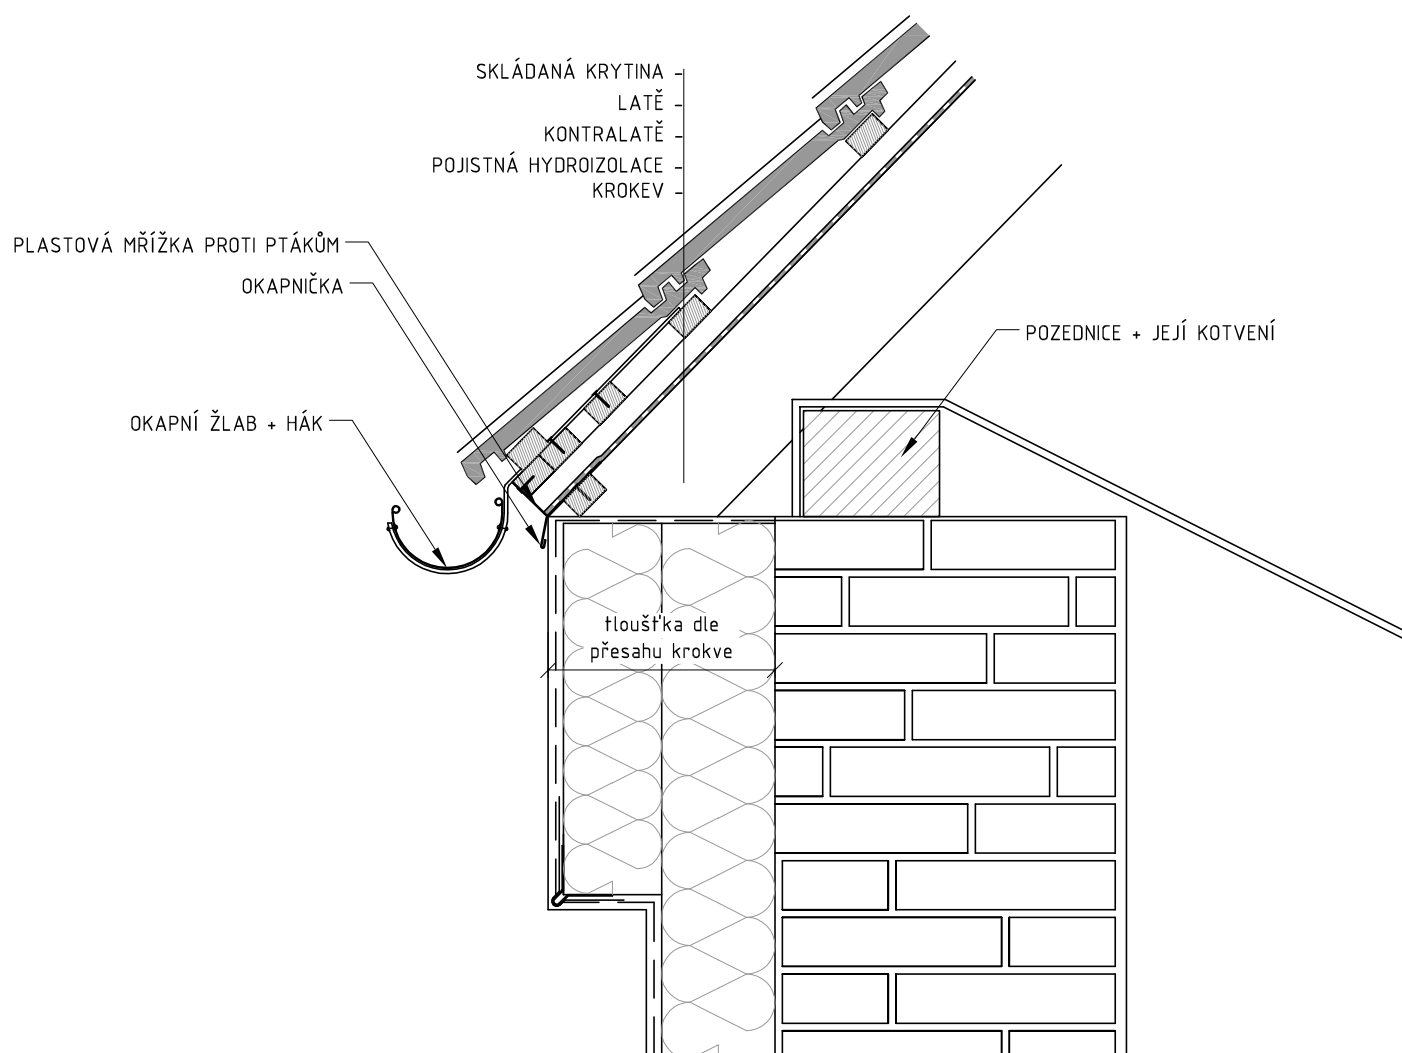 SKLÁDANÁ KRYTINA
LATĚ
KONTRALATĚ
POJISTNÁ HYDROIZOLACE
KROKEV
PLASTOVÁ MŘÍŽKA PROTI PTÁKŮM
OKAPNIČKA
POZEDNICE + JEJÍ KOTVENÍ
OKAPNÍ ŽLAB + HÁK
tloušťka dle
přesahu krokve